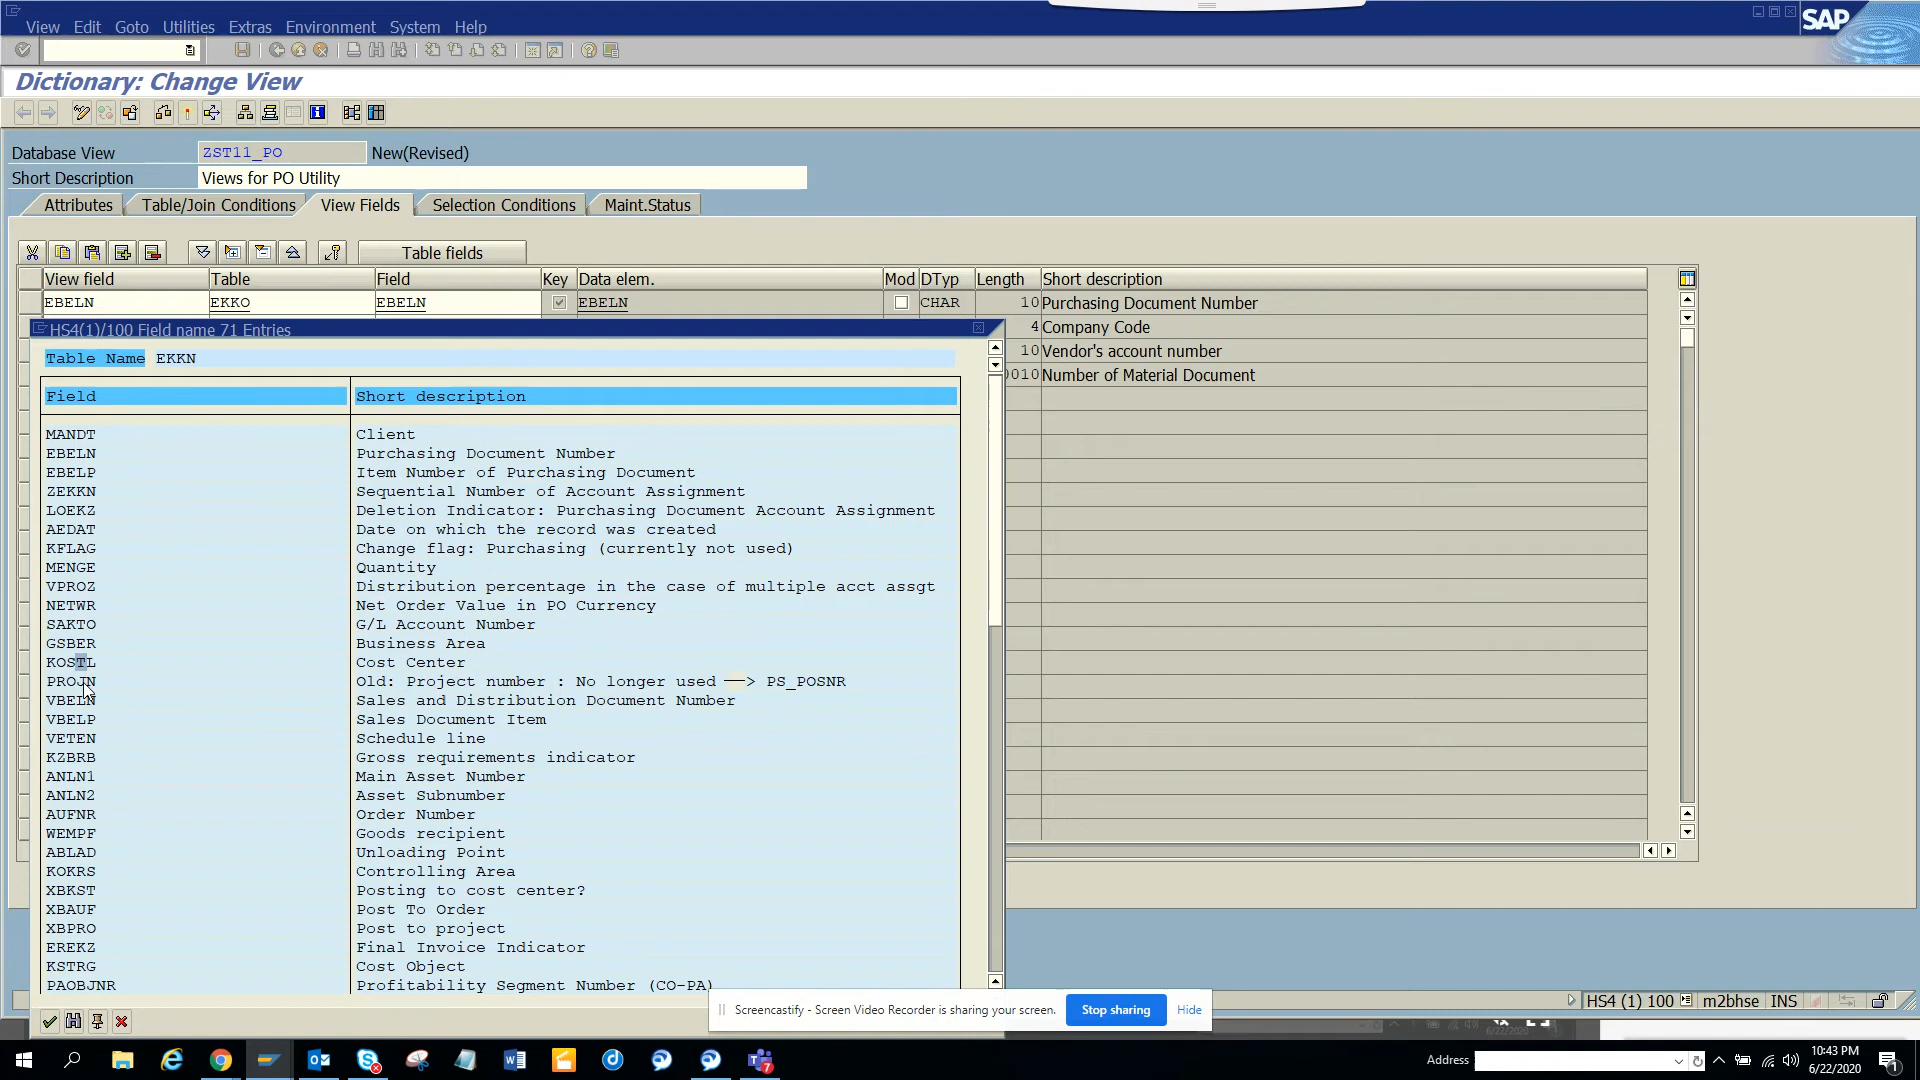 View Edit Goto Utilities Extras Environment System Help
SAP
Dictionary: Change View
Database View ZST11_PO New(Revised)
Short Description Views for PO Utility
Attributes Table/Join Conditions View Fields Selection Conditions Maint.Status
Table fields
View field Table Field Key Data elem. Mod DTyp Length Short description
EBELN EKKO EBELN EBELN CHAR 10 Purchasing Document Number
4 Company Code
10 Vendor's account number
010 Number of Material Document
HS4(1)/100 Field name 71 Entries
Table Name EKKN
Field Short description
MANDT Client
EBELN Purchasing Document Number
EBELP Item Number of Purchasing Document
ZEKKN Sequential Number of Account Assignment
LOEKZ Deletion Indicator: Purchasing Document Account Assignment
AEDAT Date on which the record was created
KFLAG Change flag: Purchasing (currently not used)
MENGE Quantity
VPROZ Distribution percentage in the case of multiple acct assgt
NETWR Net Order Value in PO Currency
SAKTO G/L Account Number
GSBER Business Area
KOSTL Cost Center
PROJN Old: Project number : No longer used --> PS_POSNR
VBELN Sales and Distribution Document Number
VBELP Sales Document Item
VETEN Schedule line
KZBRB Gross requirements indicator
ANLN1 Main Asset Number
ANLN2 Asset Subnumber
AUFNR Order Number
WEMPF Goods recipient
ABLAD Unloading Point
KOKRS Controlling Area
XBKST Posting to cost center?
XBAUF Post To Order
XBPRO Post to project
EREKZ Final Invoice Indicator
KSTRG Cost Object
PAOBJNR Profitability Segment Number (CO-PA)
Screencastify - Screen Video Recorder is sharing your screen. Stop sharing Hide
HS4 (1) 100 m2bhse INS
Address
10:43 PM
6/22/2020
7
1